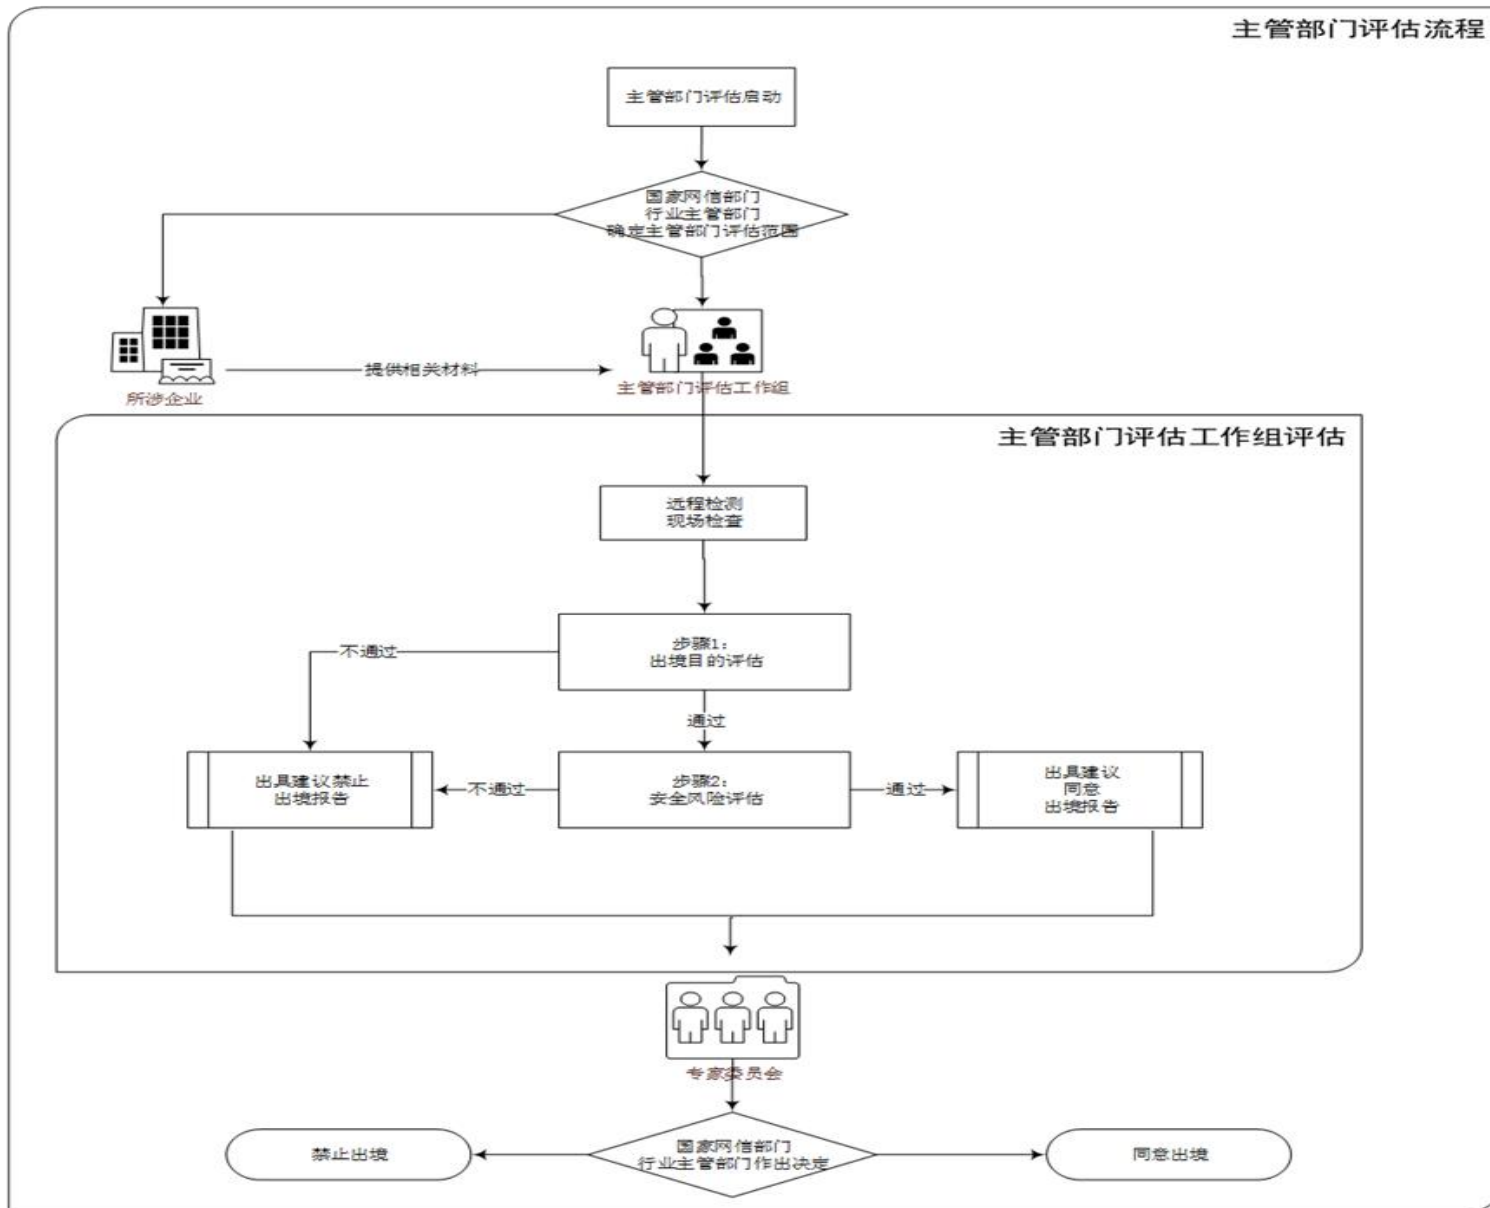 主管部门评估流程
主管部门评估启动
国家网信部门
行业主管部门
确定主管部门评估范围
提供相关材料
所涉企业
主管部门评估工作组
主管部门评估工作组评估
远程检测
现场检查
步骤1:
出境目的评估
不通过
通过
出具建议禁止
出境报告
不通过
步骤2:
安全风险评估
通过
出具建议
同意
出境报告
专家委员会
禁止出境
国家网信部门
行业主管部门作出决定
同意出境